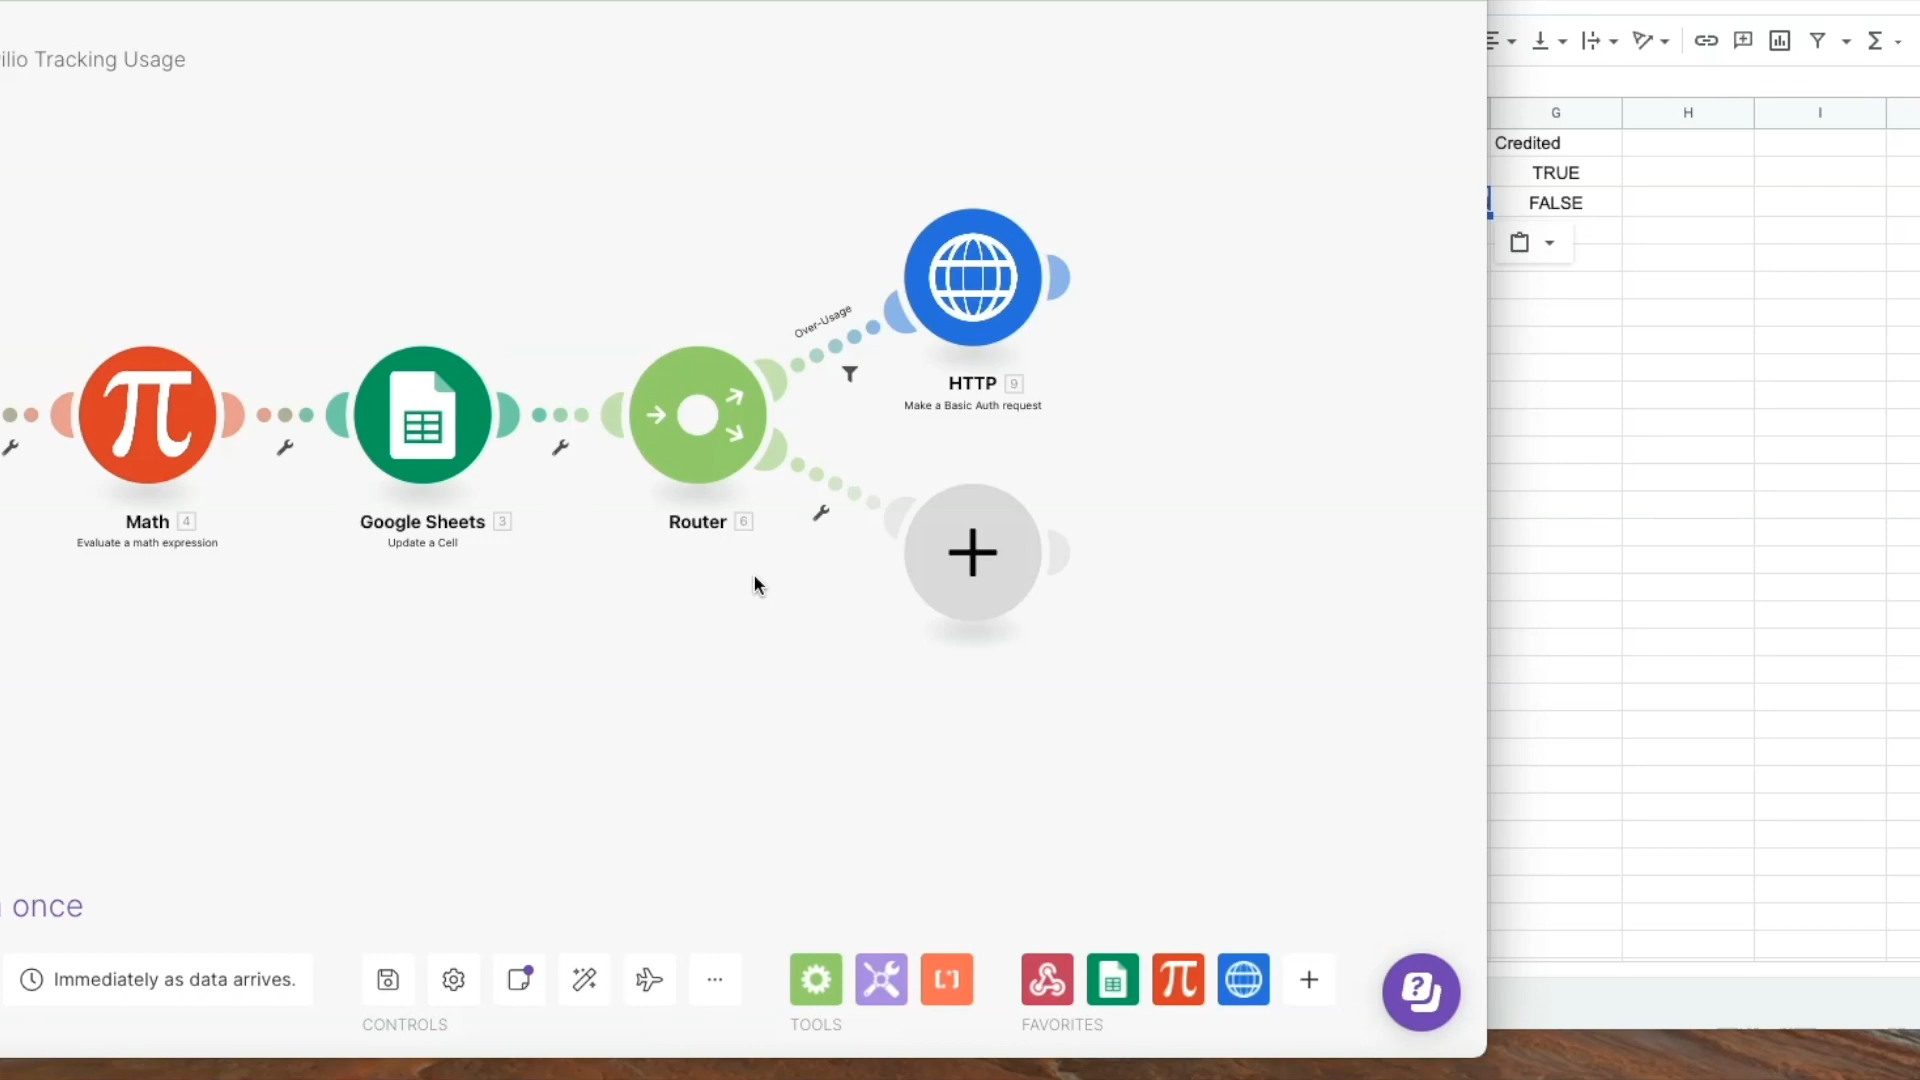 ilio Tracking Usage
G
H
I
Credited
TRUE
FALSE
Over-Usage
HTTP 9
Make a Basic Auth request
Math 4
Evaluate a math expression
Google Sheets 3
Update a Cell
Router 6
once
Immediately as data arrives.
CONTROLS
TOOLS
FAVORITES